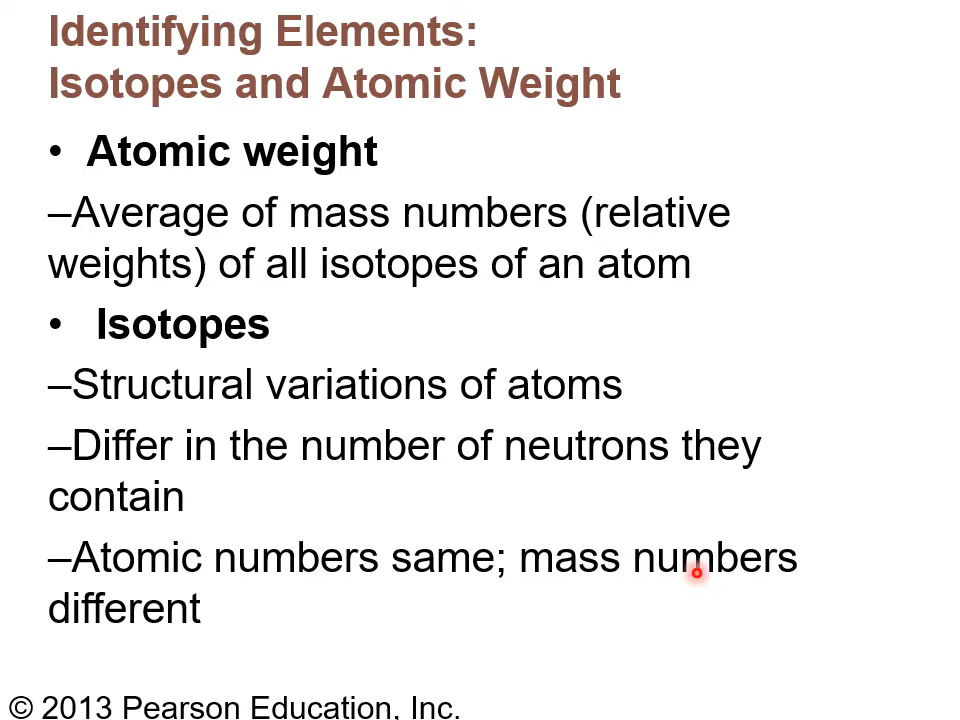 Identifying Elements:
Isotopes and Atomic Weight
• Atomic weight
–Average of mass numbers (relative
weights) of all isotopes of an atom
• Isotopes
–Structural variations of atoms
–Differ in the number of neutrons they
contain
–Atomic numbers same; mass numbers
different
© 2013 Pearson Education, Inc.